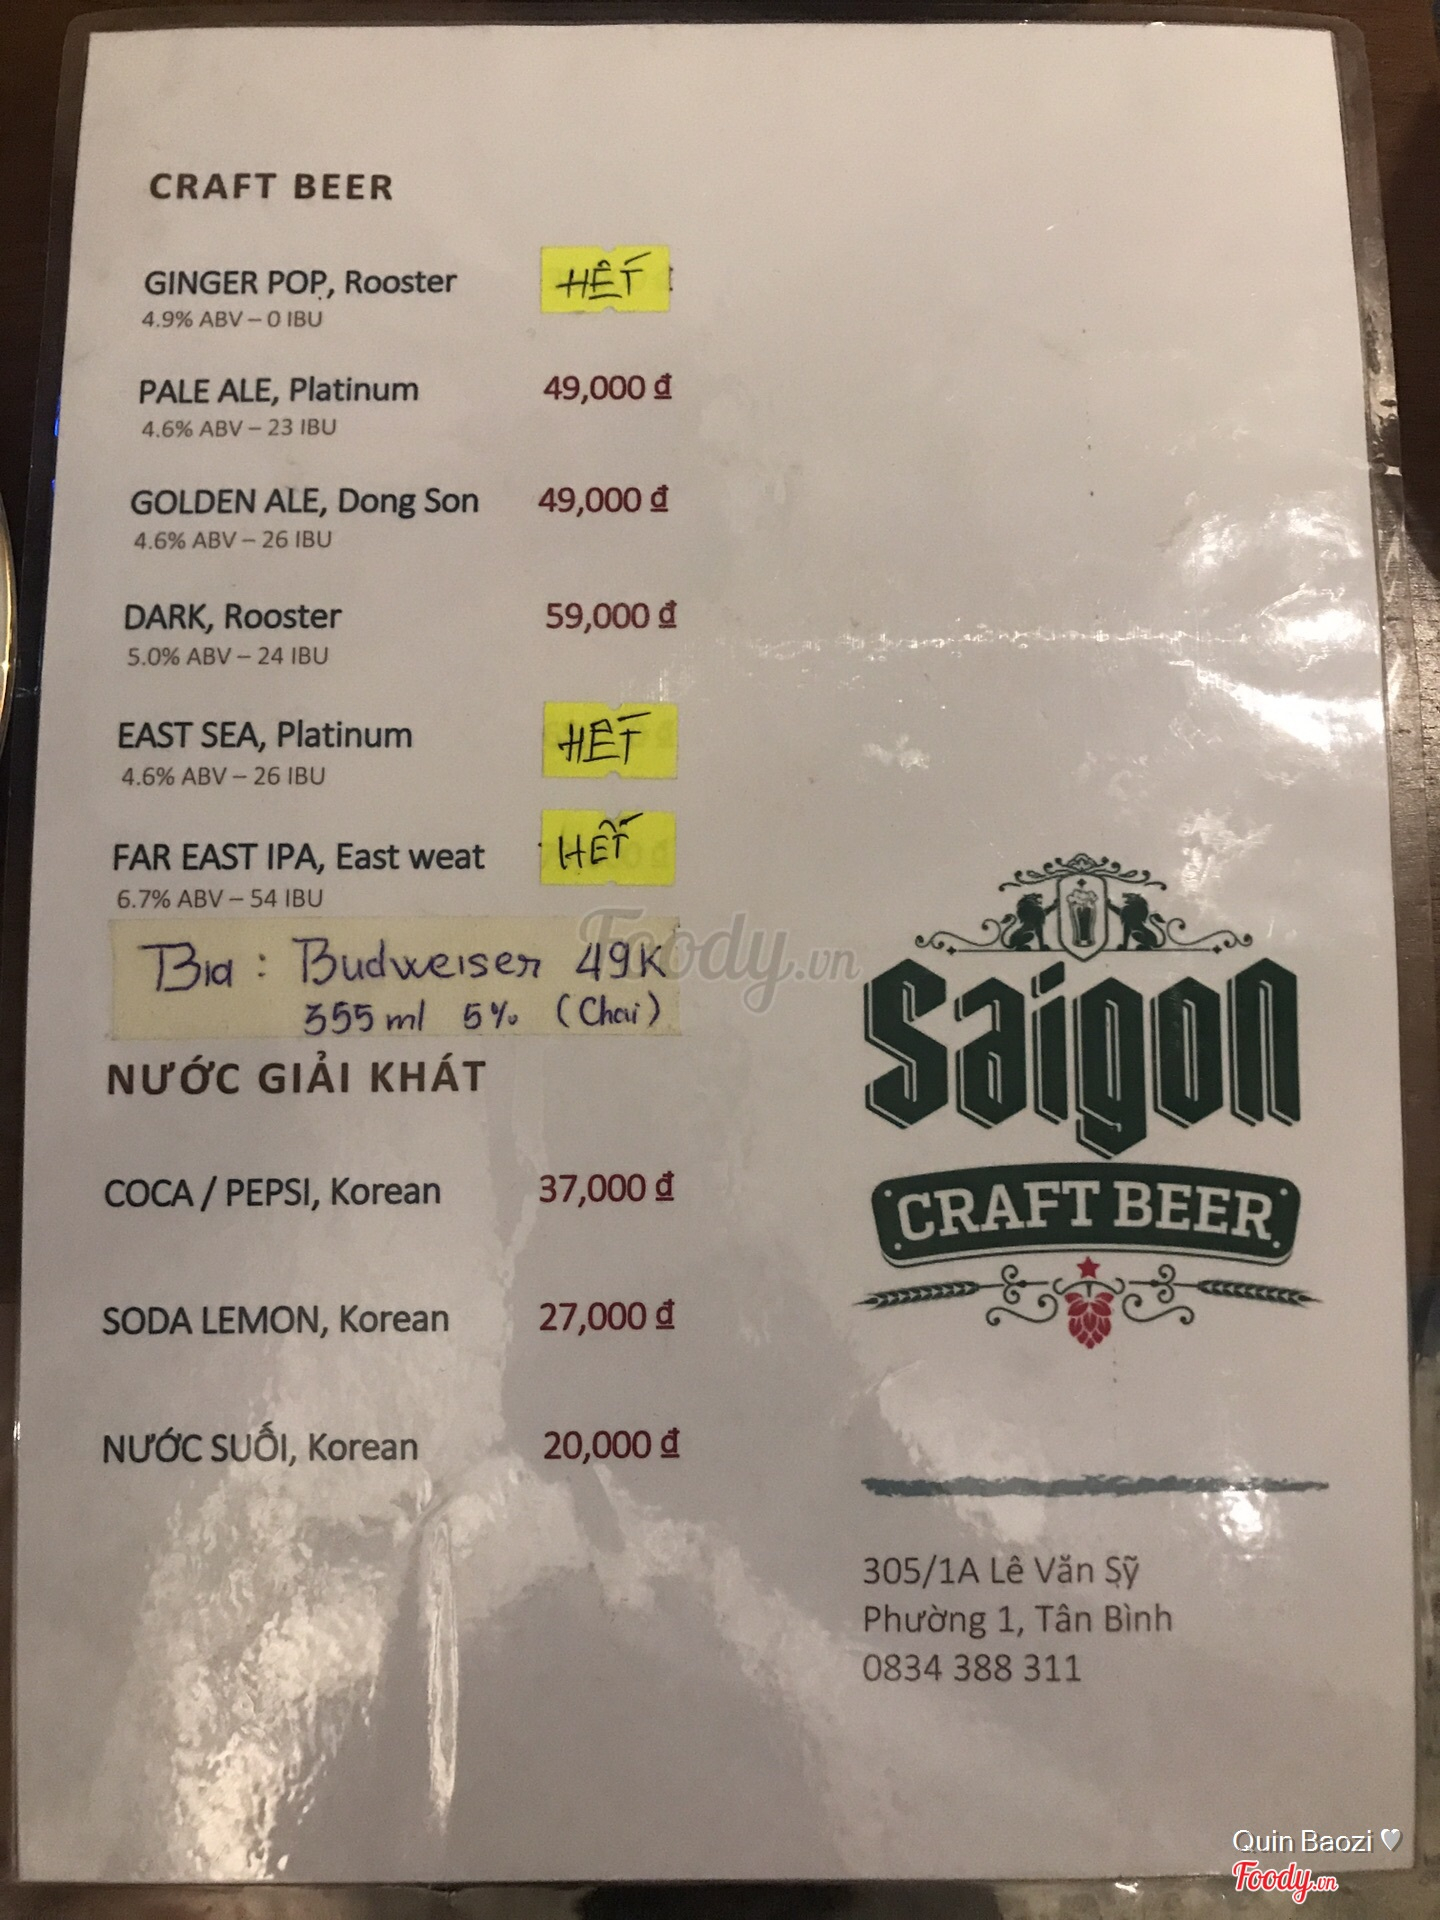 CRAFT BEER
GINGER POP, Rooster HẾT
4.9% ABV – 0 IBU
PALE ALE, Platinum 49,000 đ
4.6% ABV – 23 IBU
GOLDEN ALE, Dong Son 49,000 đ
4.6% ABV – 26 IBU
DARK, Rooster 59,000 đ
5.0% ABV – 24 IBU
EAST SEA, Platinum HẾT
4.6% ABV – 26 IBU
FAR EAST IPA, East weat HẾT
6.7% ABV – 54 IBU
Bia : Budweiser 49K
355 ml 5% (Chai)
NƯỚC GIẢI KHÁT
COCA / PEPSI, Korean 37,000 đ
SODA LEMON, Korean 27,000 đ
NƯỚC SUỐI, Korean 20,000 đ
Foody.vn
Saigon
CRAFT BEER
305/1A Lê Văn Sỹ
Phường 1, Tân Bình
0834 388 311
Quin Baozi ♥
Foody.vn